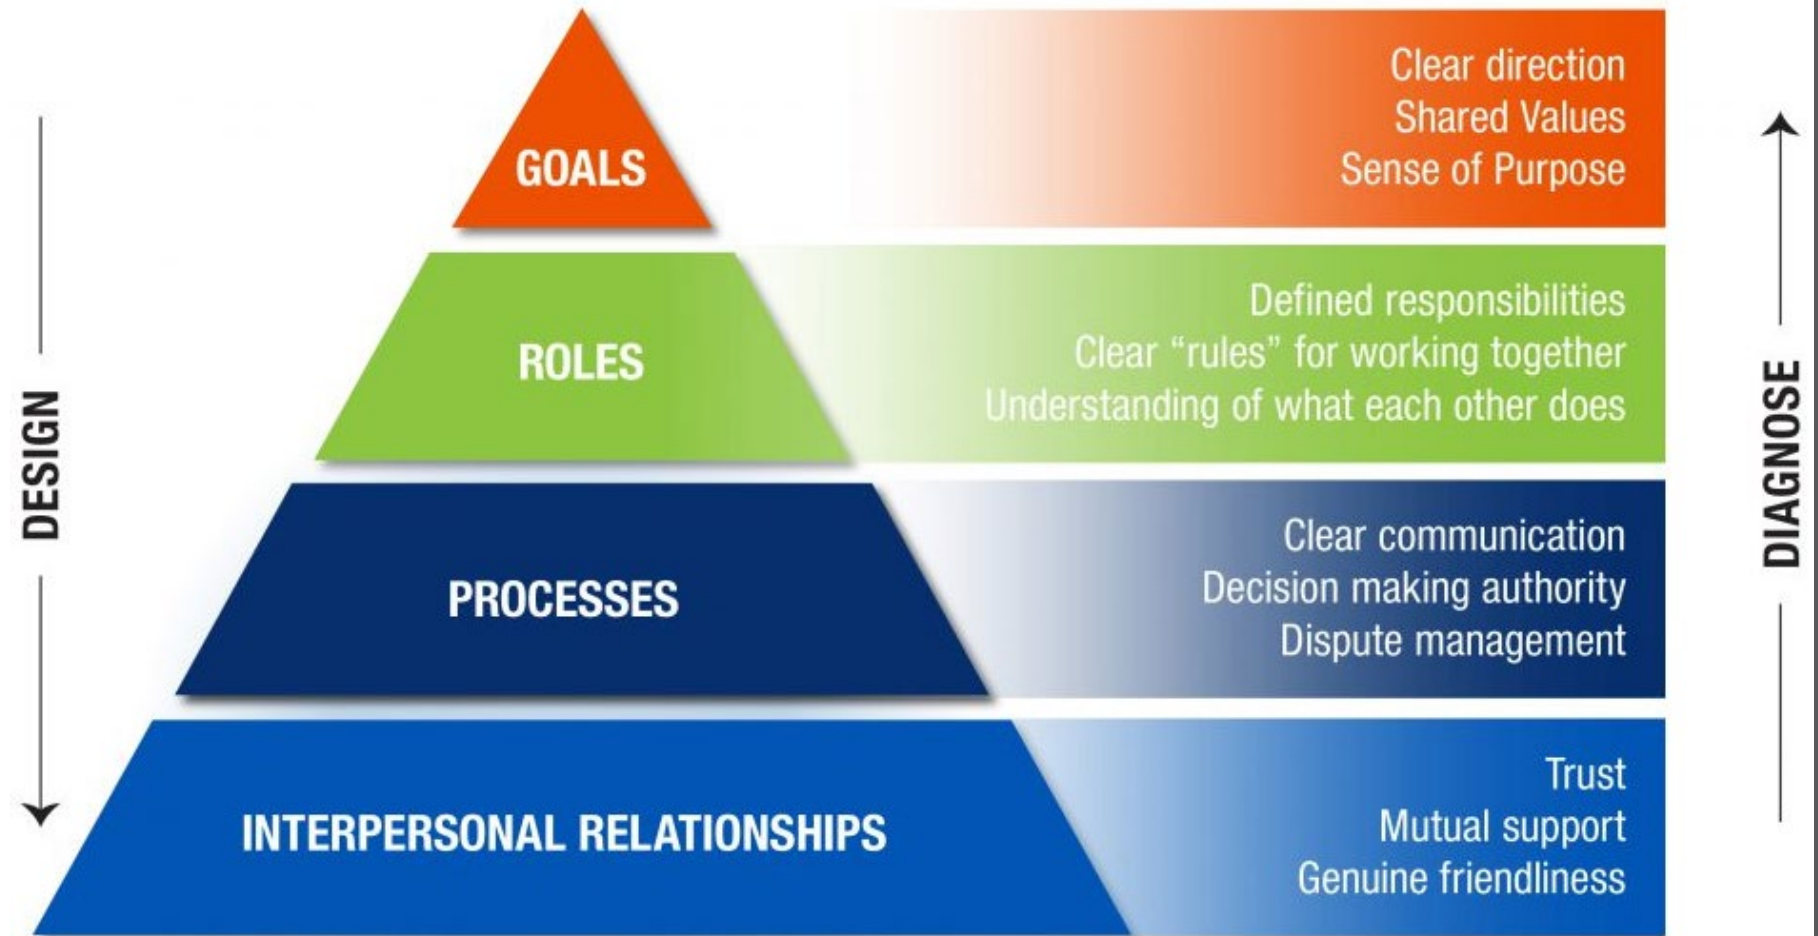 GOALS
Clear direction
Shared Values
Sense of Purpose
ROLES
Defined responsibilities
Clear “rules” for working together
Understanding of what each other does
PROCESSES
Clear communication
Decision making authority
Dispute management
INTERPERSONAL RELATIONSHIPS
Trust
Mutual support
Genuine friendliness
DESIGN
DIAGNOSE